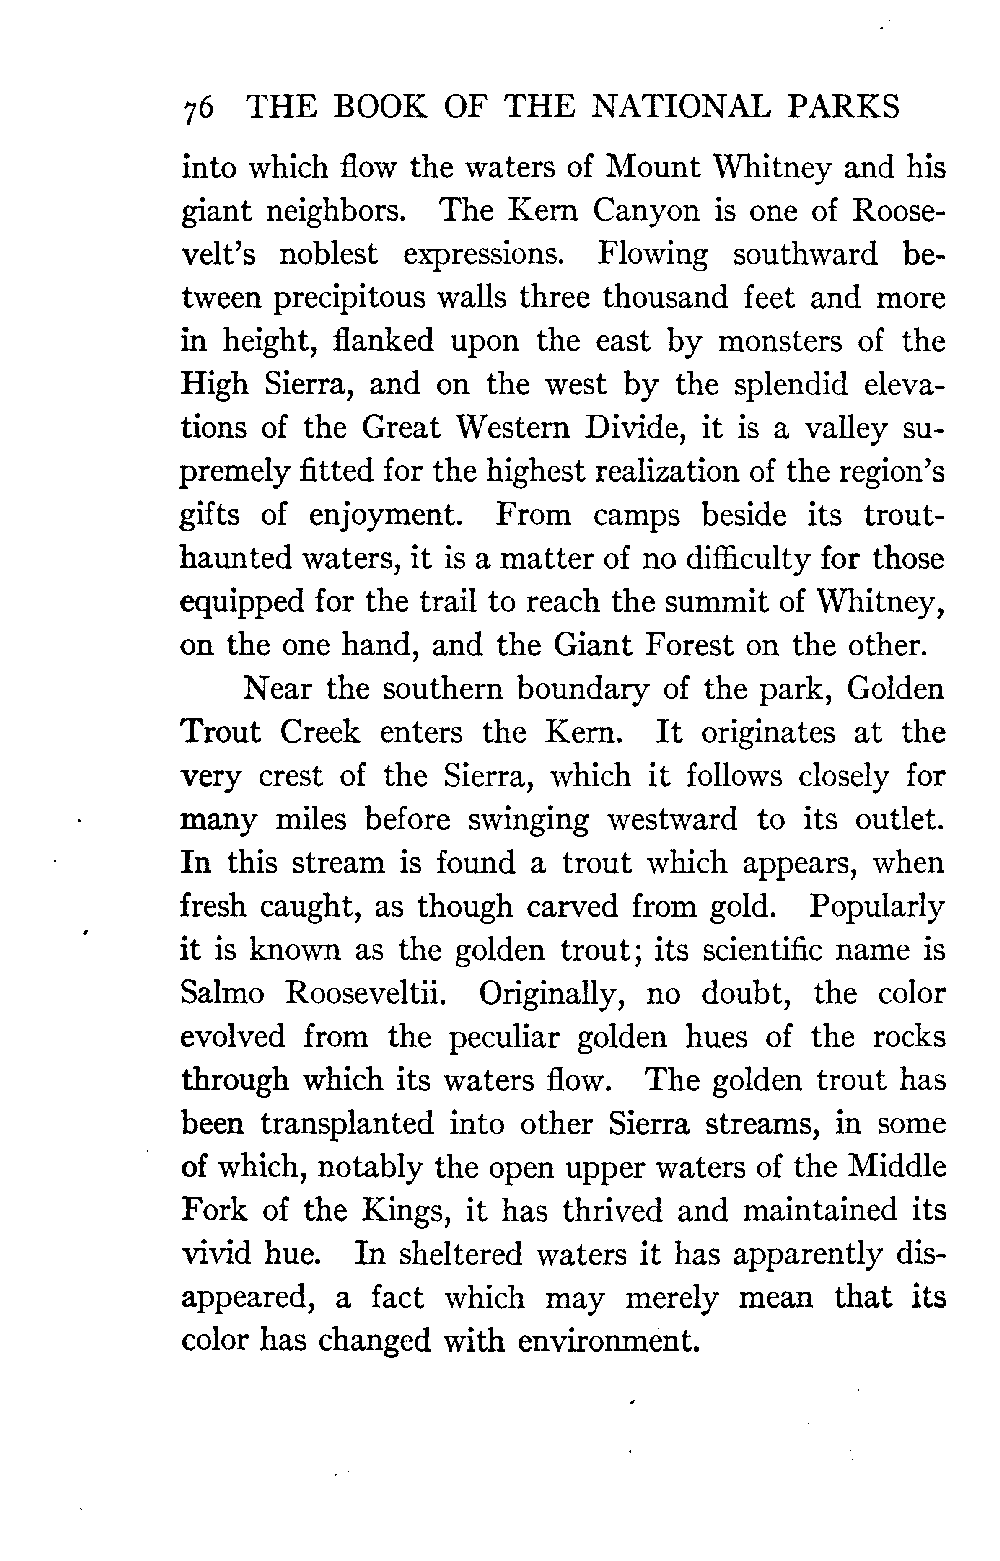 76 THE BOOK OF THE NATIONAL PARKS
into which flow the waters of Mount Whitney and his
giant neighbors. The Kern Canyon is one of Roose-
velt's noblest expressions. Flowing southward be-
tween precipitous walls three thousand feet and more
in height, flanked upon the east by monsters of the
High Sierra, and on the west by the splendid eleva-
tions of the Great Western Divide, it is a valley su-
premely fitted for the highest realization of the region's
gifts of enjoyment. From camps beside its trout-
haunted waters, it is a matter of no difficulty for those
equipped for the trail to reach the summit of Whitney,
on the one hand, and the Giant Forest on the other.
Near the southern boundary of the park, Golden
Trout Creek enters the Kern. It originates at the
very crest of the Sierra, which it follows closely for
many miles before swinging westward to its outlet.
In this stream is found a trout which appears, when
fresh caught, as though carved from gold. Popularly
it is known as the golden trout; its scientific name is
Salmo Rooseveltii. Originally, no doubt, the color
evolved from the peculiar golden hues of the rocks
through which its waters flow. The golden trout has
been transplanted into other Sierra streams, in some
of which, notably the open upper waters of the Middle
Fork of the Kings, it has thrived and maintained its
vivid hue. In sheltered waters it has apparently dis-
appeared, a fact which may merely mean that its
color has changed with environment.